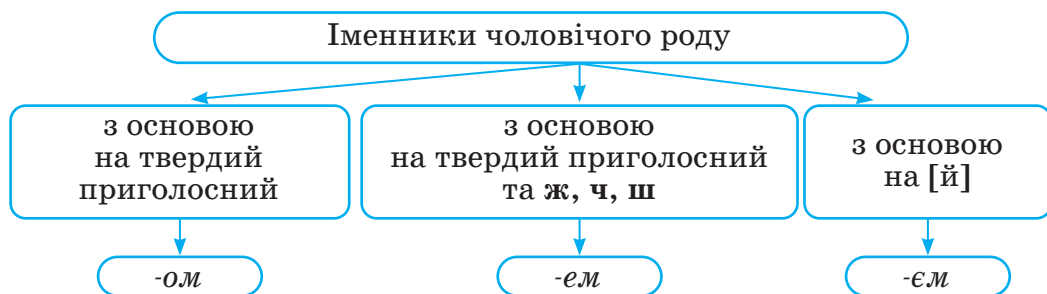 Іменники чоловічого роду
з основою
на твердий
приголосний
з основою
на твердий приголосний
та ж, ч, ш
з основою
на [й]
-ом
-ем
-єм